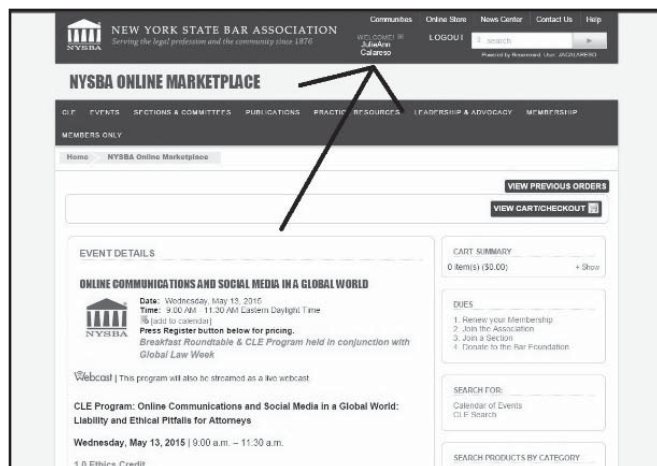 Communities Online Store News Center Contact Us Help
NEW YORK STATE BAR ASSOCIATION
Serving the legal profession and the community since 1876
NYSBA
WELCOME!
JulieAnn
Calareso
LOGOUT
search
NYSBA ONLINE MARKETPLACE
CLE EVENTS SECTIONS & COMMITTEES PUBLICATIONS PRACTICE RESOURCES LEADERSHIP & ADVOCACY MEMBERSHIP
MEMBERS ONLY
Home NYSBA Online Marketplace
VIEW PREVIOUS ORDERS
VIEW CART/CHECKOUT
EVENT DETAILS
ONLINE COMMUNICATIONS AND SOCIAL MEDIA IN A GLOBAL WORLD
NYSBA
Date: Wednesday, May 13, 2015
Time: 9:00 AM - 11:30 AM Eastern Daylight Time
[add to calendar]
Press Register button below for pricing.
Breakfast Roundtable & CLE Program held in conjunction with
Global Law Week
Webcast | This program will also be streamed as a live webcast
CLE Program: Online Communications and Social Media in a Global World:
Liability and Ethical Pitfalls for Attorneys
Wednesday, May 13, 2015 | 9:00 a.m. – 11:30 a.m.
1.0 Ethics Credit
CART SUMMARY
0 item(s) ($0.00) + Show
DUES
1. Renew your Membership
2. Join the Association
3. Join a Section
4. Donate to the Bar Foundation
SEARCH FOR:
Calendar of Events
CLE Search
SEARCH PRODUCTS BY CATEGORY